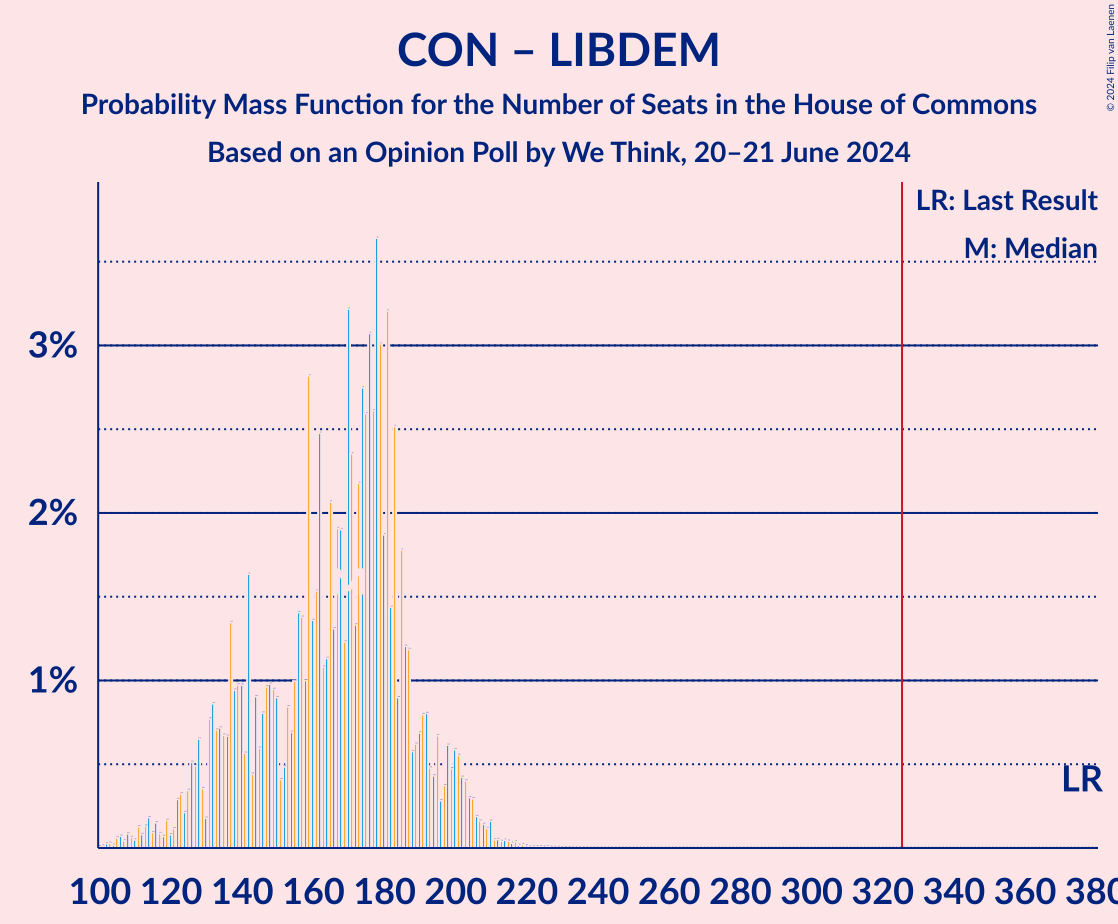 CON – LIBDEM
Probability Mass Function for the Number of Seats in the House of Commons
Based on an Opinion Poll by We Think, 20–21 June 2024
© 2024 Filip van Laenen
LR: Last Result
M: Median
3%
2%
1%
LR
100 120 140 160 180 200 220 240 260 280 300 320 340 360 380